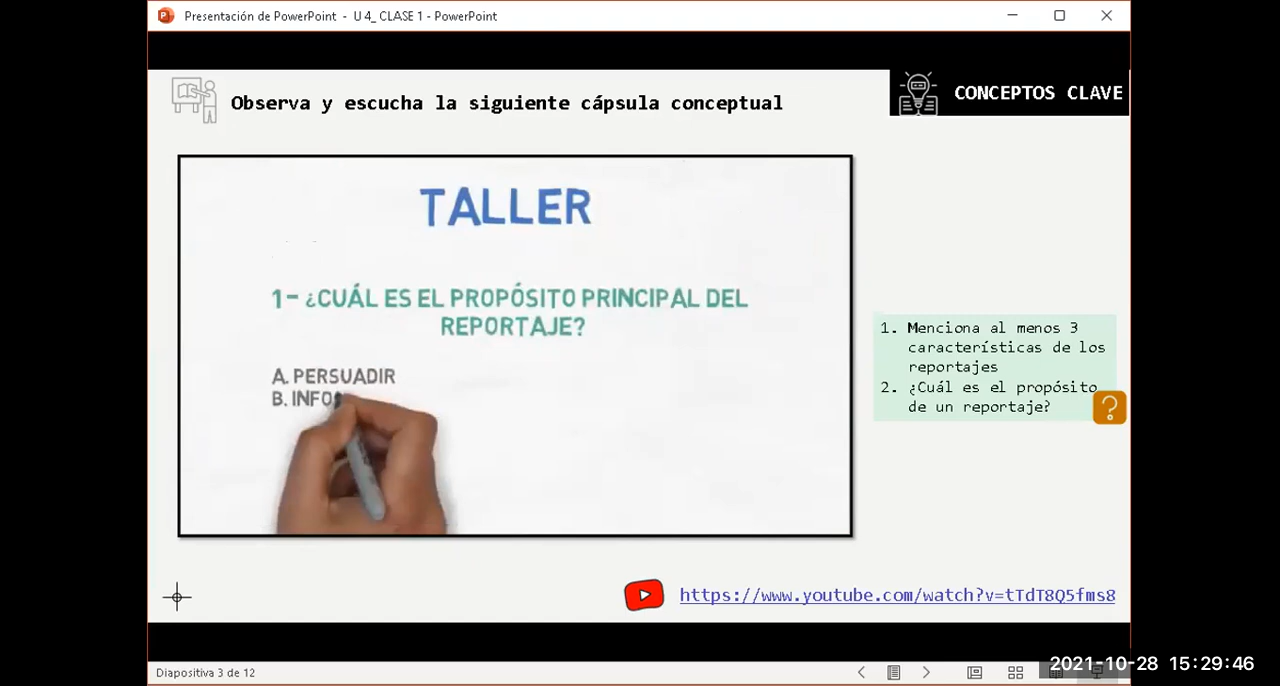 Presentación de PowerPoint - U 4_ CLASE 1 - PowerPoint
Observa y escucha la siguiente cápsula conceptual
CONCEPTOS CLAVE
TALLER
1- ¿CUÁL ES EL PROPÓSITO PRINCIPAL DEL
REPORTAJE?
A. PERSUADIR
B. INFO
1. Menciona al menos 3
características de los
reportajes
2. ¿Cuál es el propósito
de un reportaje?
https://www.youtube.com/watch?v=tTdT8Q5fms8
Diapositiva 3 de 12
2021-10-28 15:29:46